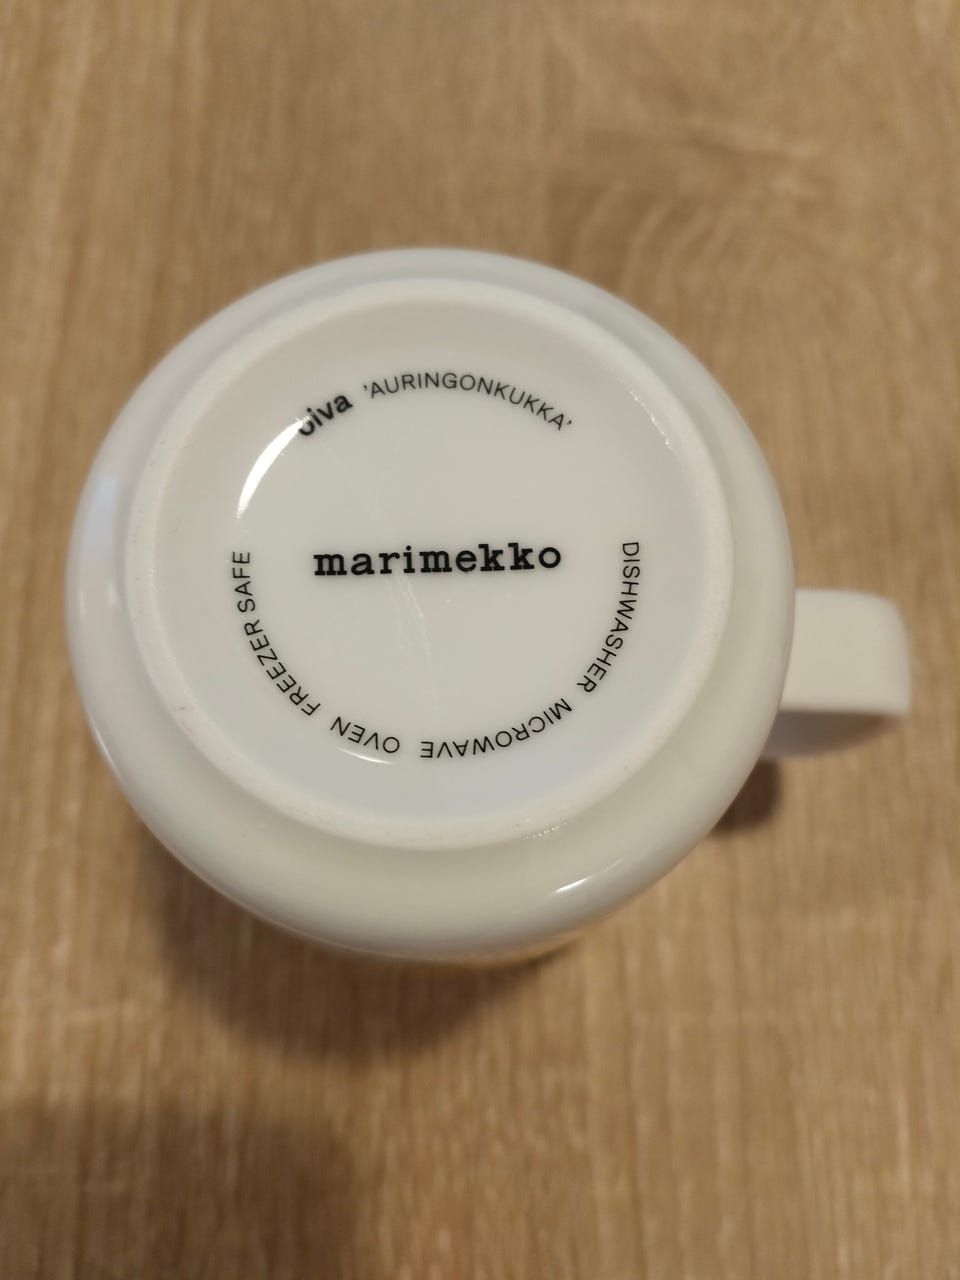 oiva 'AURINGONKUKKA'
marimekko
DISHWASHER MICROWAVE OVEN FREEZER SAFE